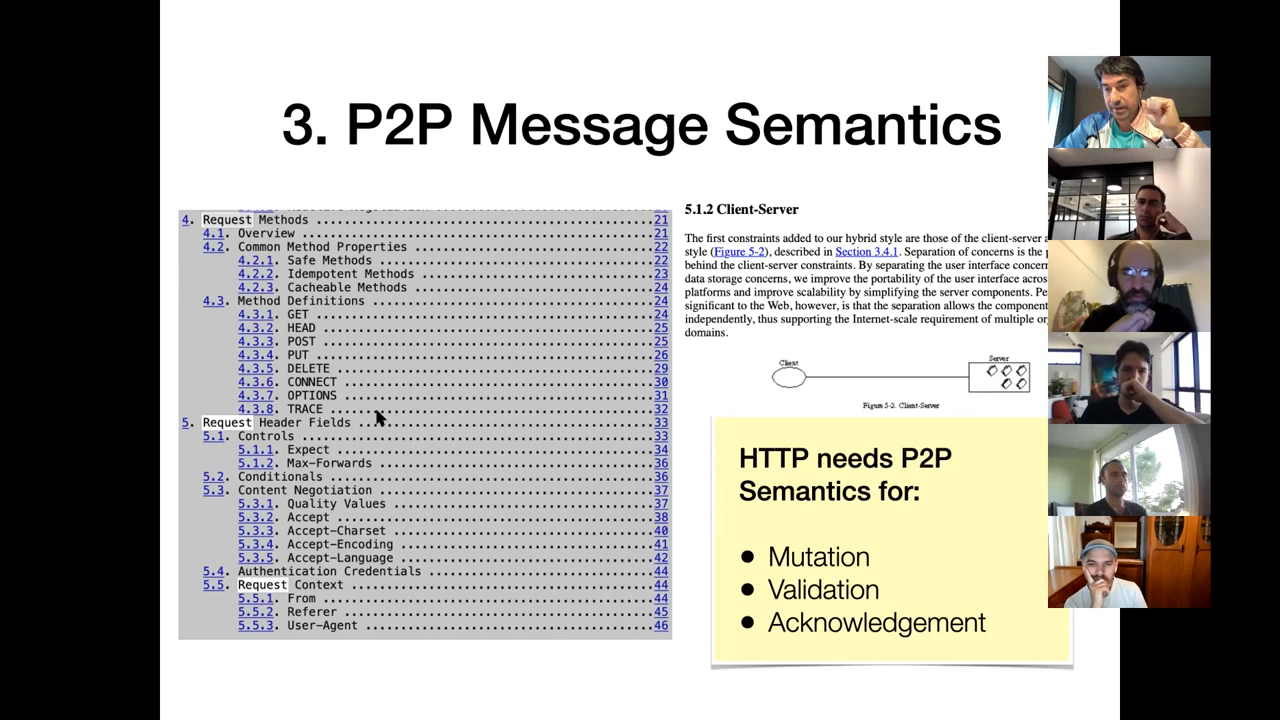 3. P2P Message Semantics
4. Request Methods ........................................21
4.1. Overview ........................................21
4.2. Common Method Properties ........................................22
4.2.1. Safe Methods ........................................22
4.2.2. Idempotent Methods ........................................23
4.2.3. Cacheable Methods ........................................24
4.3. Method Definitions ........................................24
4.3.1. GET ........................................24
4.3.2. HEAD ........................................25
4.3.3. POST ........................................25
4.3.4. PUT ........................................26
4.3.5. DELETE ........................................29
4.3.6. CONNECT ........................................30
4.3.7. OPTIONS ........................................31
4.3.8. TRACE ........................................32
5. Request Header Fields ........................................33
5.1. Controls ........................................33
5.1.1. Expect ........................................34
5.1.2. Max-Forwards ........................................36
5.2. Conditionals ........................................36
5.3. Content Negotiation ........................................37
5.3.1. Quality Values ........................................37
5.3.2. Accept ........................................38
5.3.3. Accept-Charset ........................................40
5.3.4. Accept-Encoding ........................................41
5.3.5. Accept-Language ........................................42
5.4. Authentication Credentials ........................................44
5.5. Request Context ........................................44
5.5.1. From ........................................44
5.5.2. Referer ........................................45
5.5.3. User-Agent ........................................46
5.1.2 Client-Server
The first constraints added to our hybrid style are those of the client-server
style (Figure 5-2), described in Section 3.4.1. Separation of concerns is the
behind the client-server constraints. By separating the user interface
data storage concerns, we improve the portability of the user interface
platforms and improve scalability by simplifying the server components.
significant to the Web, however, is that the separation allows the
independently, thus supporting the Internet-scale requirement of multiple
domains.
Client
Server
Figure 5-2. Client-Server
HTTP needs P2P
Semantics for:
● Mutation
● Validation
● Acknowledgement